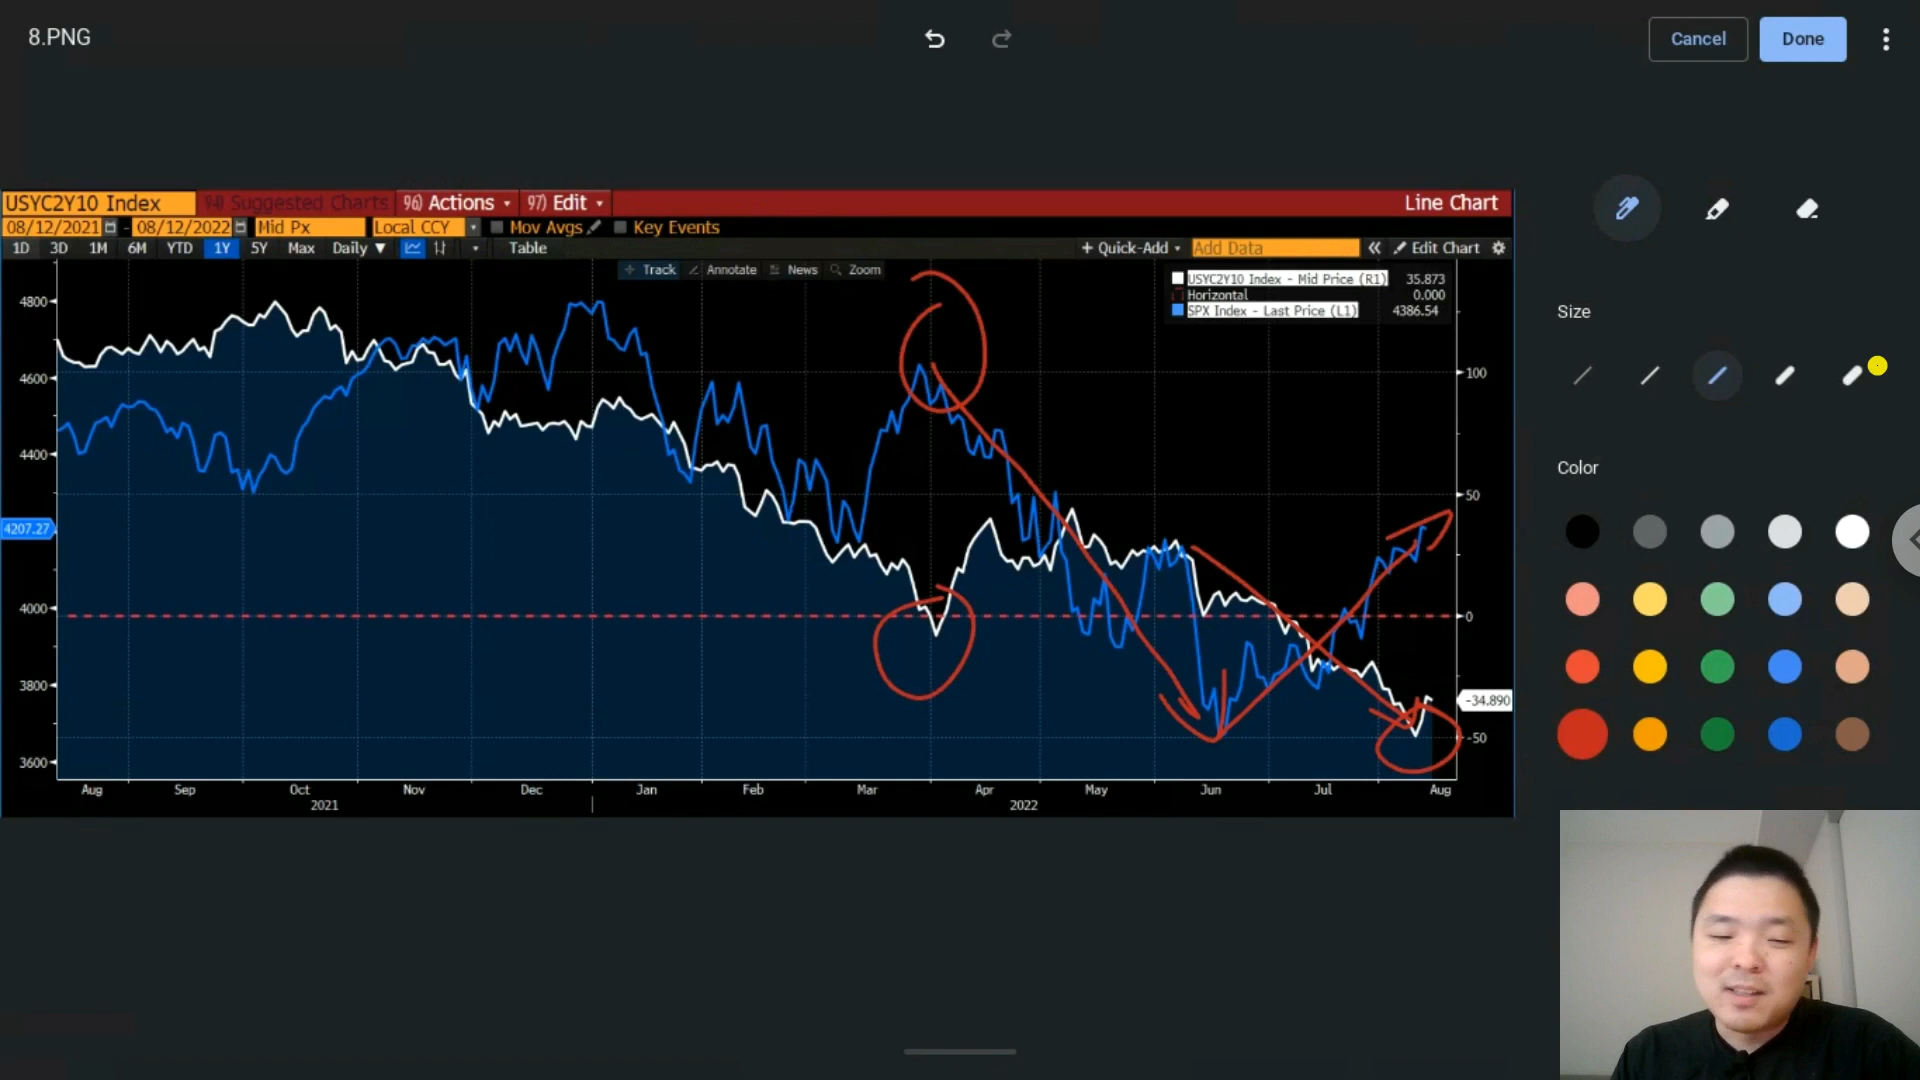 8.PNG
Cancel
Done
USYC2Y10 Index
94) Suggested Charts
96) Actions
97) Edit
Line Chart
08/12/2021 - 08/12/2022
Mid Px
Local CCY
Mov Avgs
Key Events
1D 3D 1M 6M YTD 1Y 5Y Max Daily ▼
Table
+ Quick-Add
Add Data
« Edit Chart
Track
Annotate
News
Zoom
USYC2Y10 Index - Mid Price (R1) 35.873
Horizontal 0.000
SPX Index - Last Price (L1) 4386.54
4800
4600
4400
4207.27
4000
3800
3600
100
50
0
-34.890
-50
Aug Sep Oct Nov Dec Jan Feb Mar Apr May Jun Jul Aug
2021 2022
Size
Color